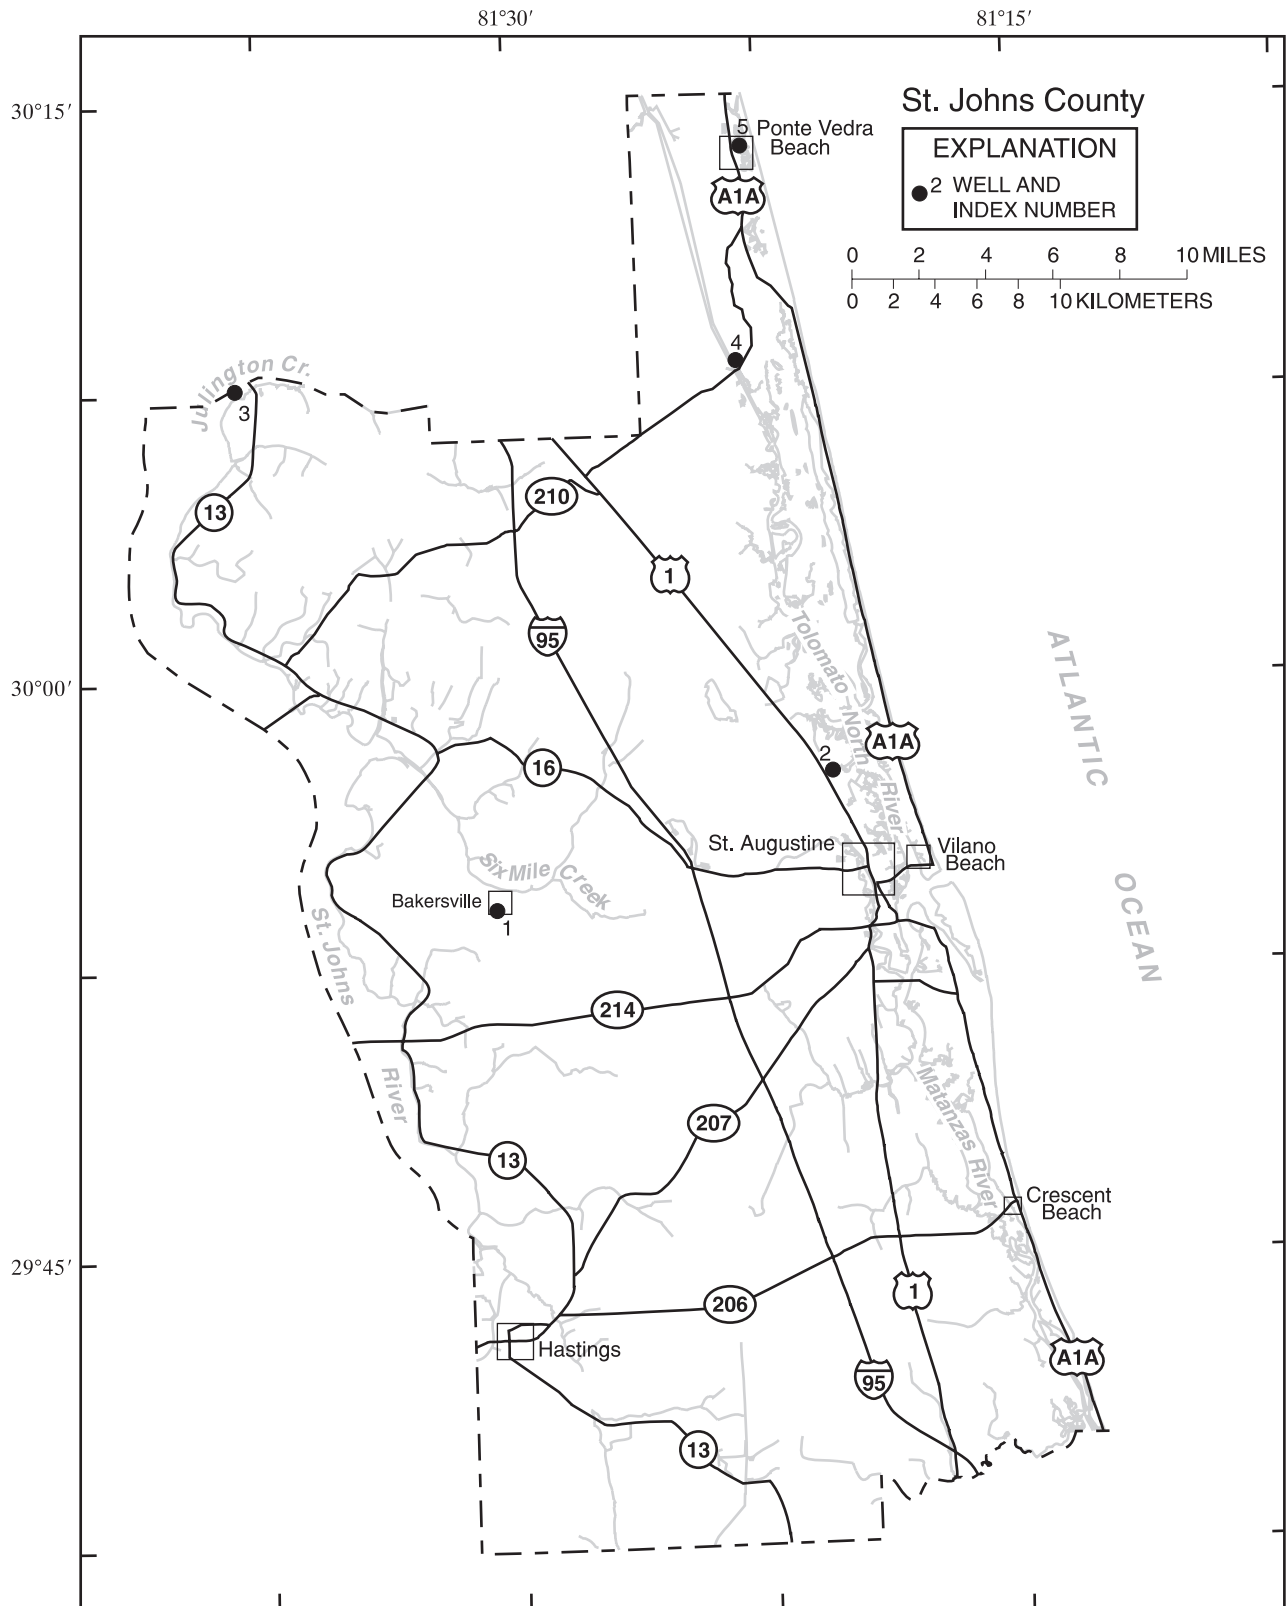 81°30′
81°15′
30°15′
St. Johns County
EXPLANATION
2 WELL AND
INDEX NUMBER
0 2 4 6 8 10 MILES
0 2 4 6 8 10 KILOMETERS
5
Ponte Vedra
Beach
A1A
4
Julington Cr.
3
13
210
1
95
Tolomato
North
River
ATLANTIC
OCEAN
30°00′
A1A
2
16
St. Augustine
Vilano
Beach
Six Mile Creek
Bakersville
1
St. Johns
River
214
Matanzas River
207
13
Crescent
Beach
29°45′
206
1
Hastings
A1A
95
13